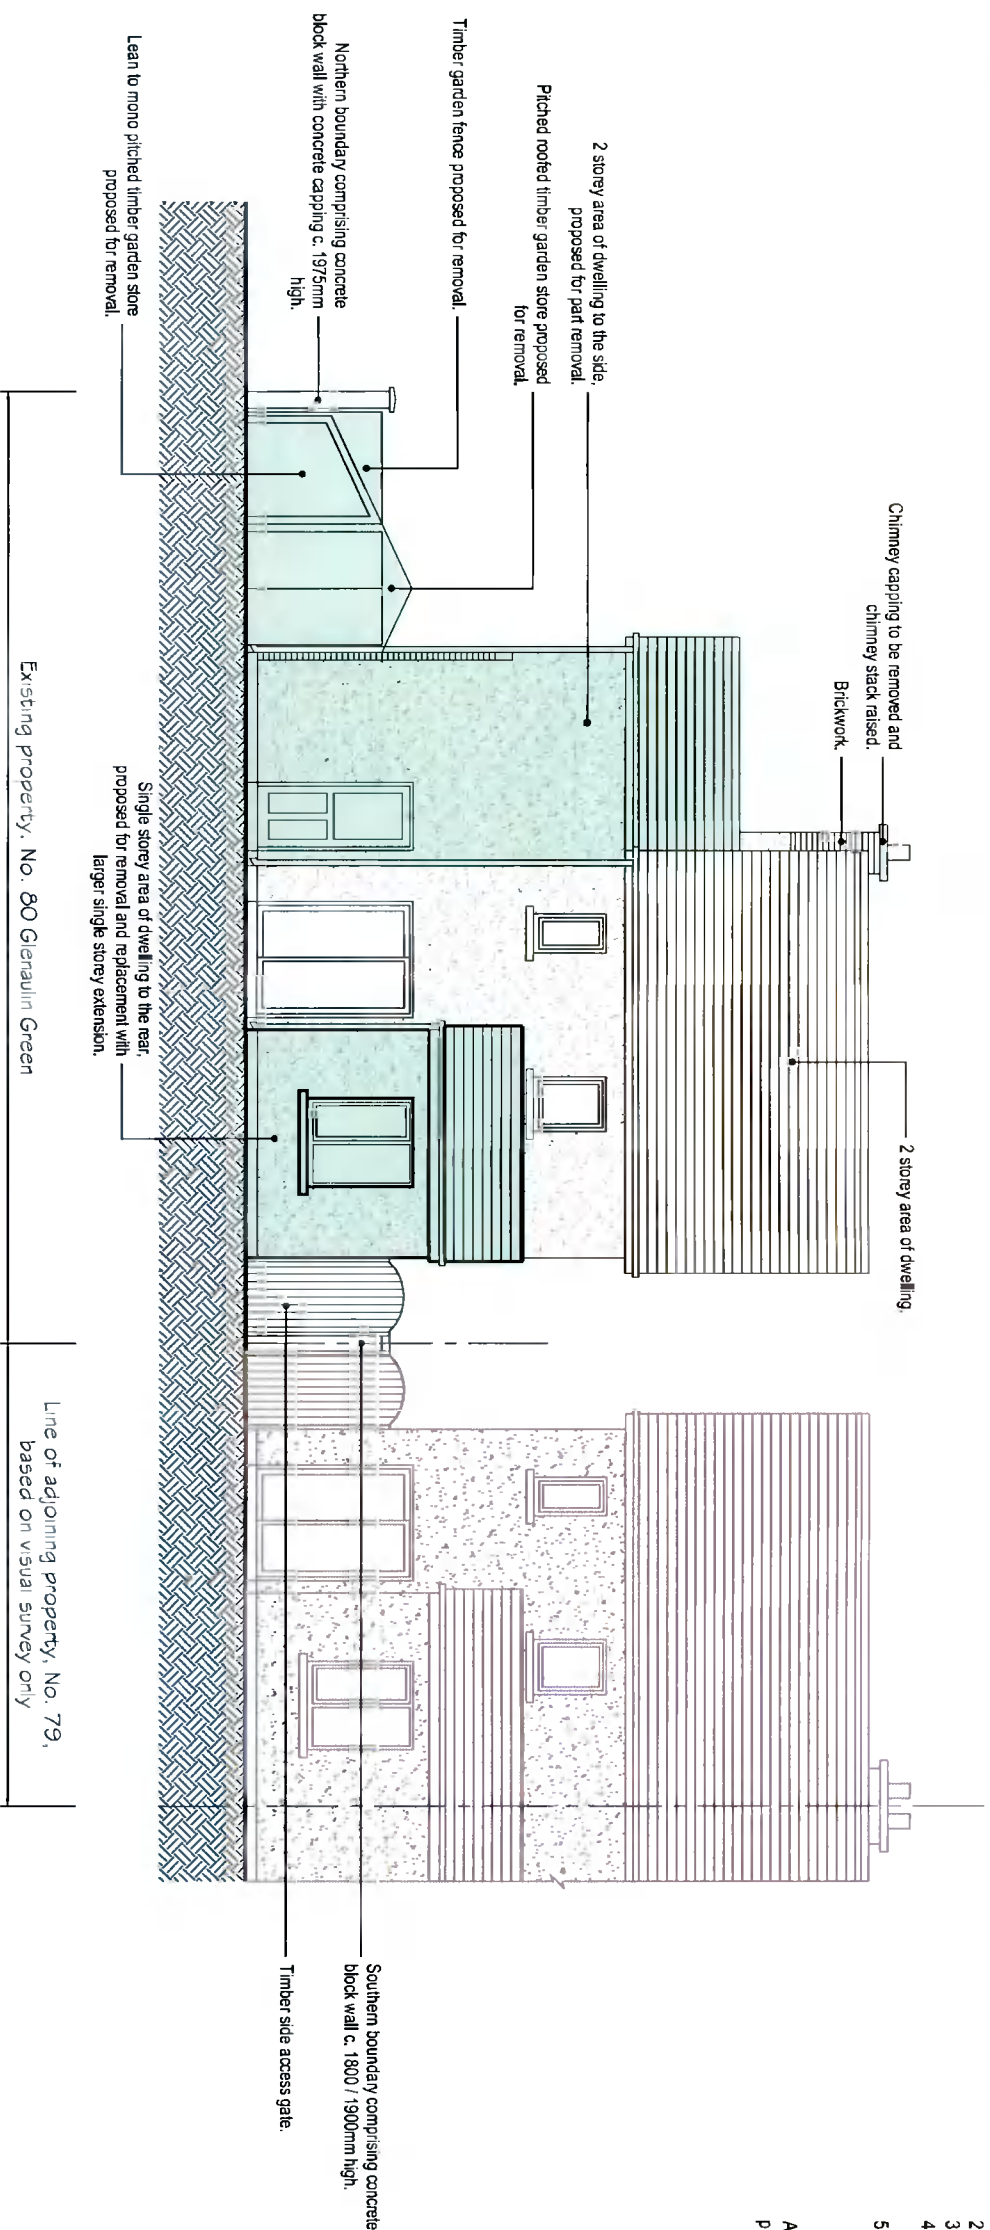 Chimney capping to be removed and
chimney stack raised.
Brickwork.
2 storey area of dwelling.
2 storey area of dwelling to the side,
proposed for part removal.
Pitched roofed timber garden store proposed
for removal.
Timber garden fence proposed for removal.
Northern boundary comprising concrete
block wall with concrete capping c. 1975mm
high.
Lean to mono pitched timber garden store
proposed for removal.
Single storey area of dwelling to the rear,
proposed for removal and replacement with
larger single storey extension.
Southern boundary comprising concrete
block wall c. 1800 / 1900mm high.
Timber side access gate.
Existing property. No. 80 Glenaulin Green
Line of adjoining property, No. 79,
based on visual survey only
2
3
4
5
A
p